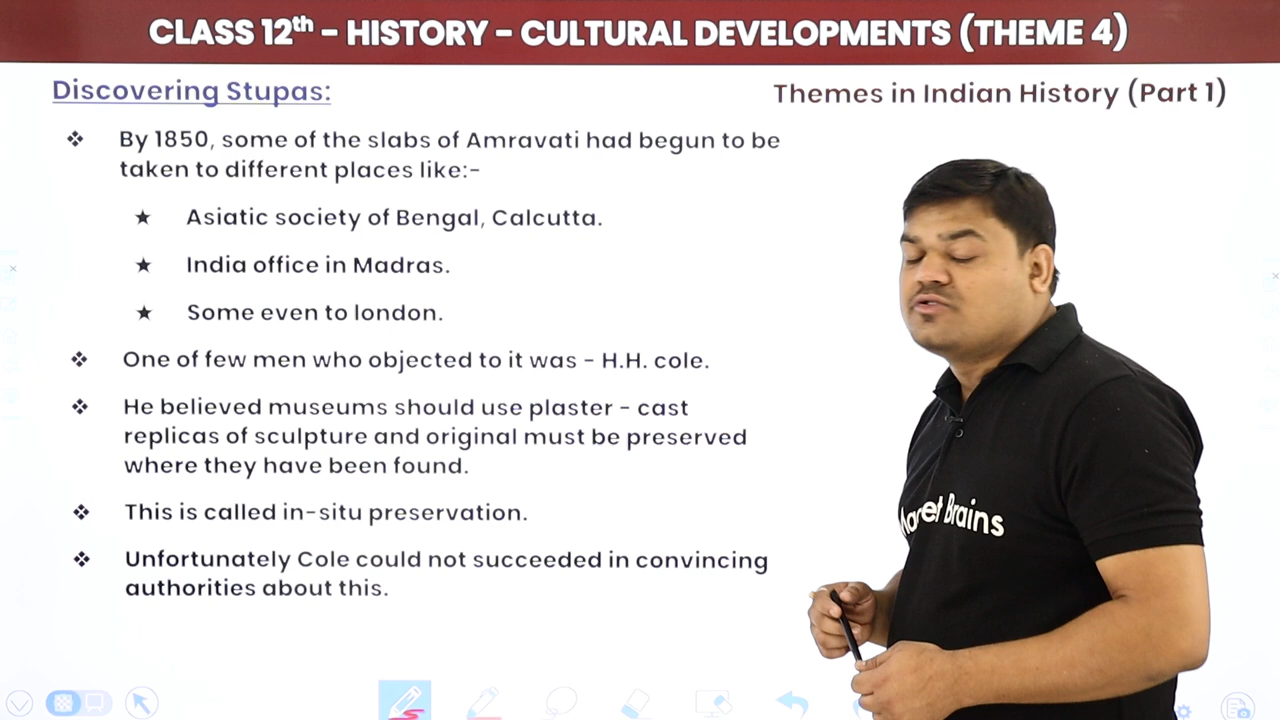 CLASS 12th - HISTORY - CULTURAL DEVELOPMENTS (THEME 4)
Discovering Stupas:
Themes in Indian History (Part 1)
❖ By 1850, some of the slabs of Amravati had begun to be
taken to different places like:-
★ Asiatic society of Bengal, Calcutta.
★ India office in Madras.
★ Some even to london.
❖ One of few men who objected to it was - H.H. cole.
❖ He believed museums should use plaster - cast
replicas of sculpture and original must be preserved
where they have been found.
❖ This is called in-situ preservation.
❖ Unfortunately Cole could not succeeded in convincing
authorities about this.
Brains